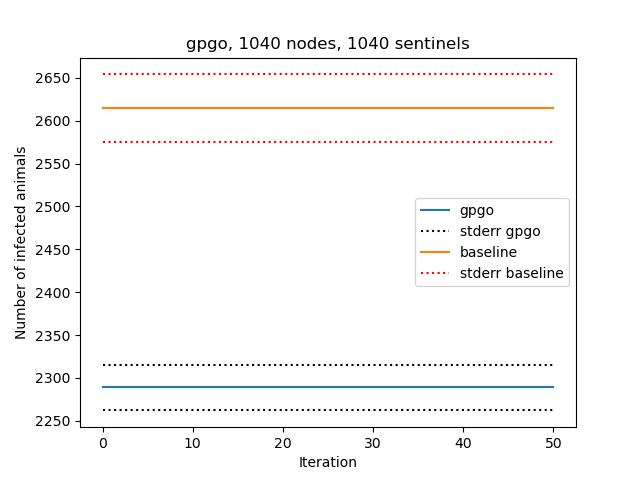 gpgo, 1040 nodes, 1040 sentinels
2650
2600
2550
2500
2450
2400
2350
2300
2250
Number of infected animals
gpgo
stderr gpgo
baseline
stderr baseline
0 10 20 30 40 50
Iteration